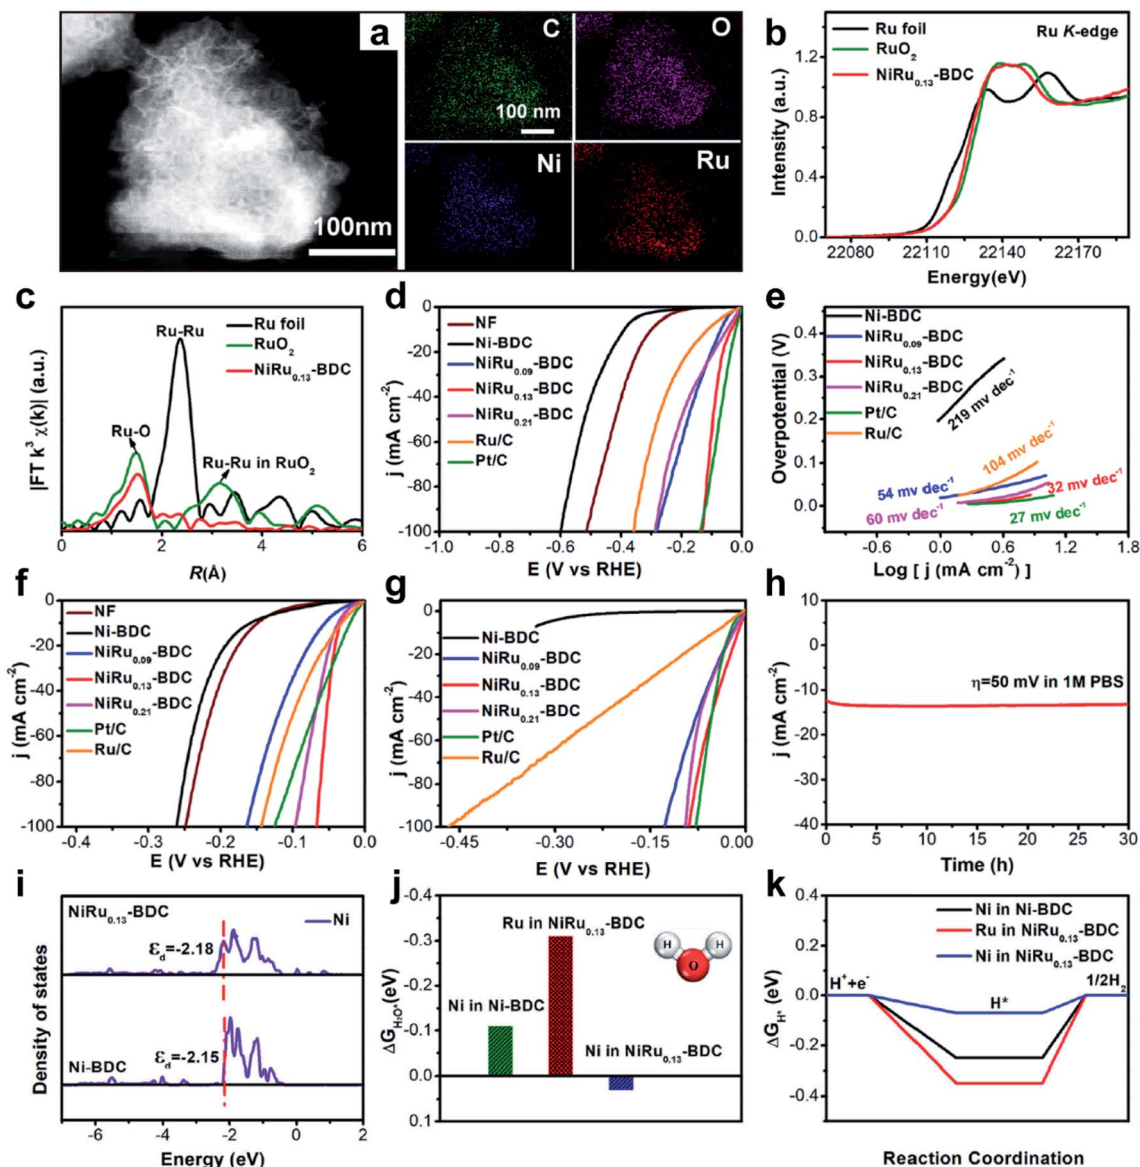 a
C
O
100 nm
Ni
Ru
100nm
b
Ru foil
RuO₂
NiRu₀.₁₃-BDC
Ru K-edge
Intensity (a.u.)
1.2
0.8
0.4
0.0
22080 22110 22140 22170
Energy(eV)
c
Ru-Ru
Ru foil
RuO₂
NiRu₀.₁₃-BDC
Ru-O
Ru-Ru in RuO₂
|FT k³ χ(k)| (a.u.)
0 2 4 6
R(Å)
d
NF
Ni-BDC
NiRu₀.₀₉-BDC
NiRu₀.₁₃-BDC
NiRu₀.₂₁-BDC
Ru/C
Pt/C
j (mA cm⁻²)
0
-20
-40
-60
-80
-100
-1.0 -0.8 -0.6 -0.4 -0.2 0.0
E (V vs RHE)
e
Ni-BDC
NiRu₀.₀₉-BDC
NiRu₀.₁₃-BDC
NiRu₀.₂₁-BDC
Pt/C
Ru/C
219 mv dec⁻¹
104 mv dec⁻¹
54 mv dec⁻¹
32 mv dec⁻¹
60 mv dec⁻¹
27 mv dec⁻¹
Overpotential (V)
0.4
0.3
0.2
0.1
0.0
-0.6 0.0 0.6 1.2 1.8
Log [ j (mA cm⁻²) ]
f
NF
Ni-BDC
NiRu₀.₀₉-BDC
NiRu₀.₁₃-BDC
NiRu₀.₂₁-BDC
Pt/C
Ru/C
j (mA cm⁻²)
0
-20
-40
-60
-80
-100
-0.4 -0.3 -0.2 -0.1 0.0
E (V vs RHE)
g
Ni-BDC
NiRu₀.₀₉-BDC
NiRu₀.₁₃-BDC
NiRu₀.₂₁-BDC
Pt/C
Ru/C
j (mA cm⁻²)
0
-20
-40
-60
-80
-100
-0.45 -0.30 -0.15 0.00
E (V vs RHE)
h
η=50 mV in 1M PBS
j (mA cm⁻²)
10
0
-10
-20
-30
-40
0 5 10 15 20 25 30
Time (h)
i
NiRu₀.₁₃-BDC
Ni
Ɛd=-2.18
Ni-BDC
Ɛd=-2.15
Density of states
-6 -4 -2 0 2
Energy (eV)
j
Ru in NiRu₀.₁₃-BDC
H H
O
Ni in Ni-BDC
Ni in NiRu₀.₁₃-BDC
ΔG H₂O* (eV)
-0.4
-0.3
-0.2
-0.1
0.0
0.1
k
Ni in Ni-BDC
Ru in NiRu₀.₁₃-BDC
Ni in NiRu₀.₁₃-BDC
H⁺+e⁻
H*
1/2H₂
ΔG H* (eV)
0.4
0.2
0.0
-0.2
-0.4
Reaction Coordination